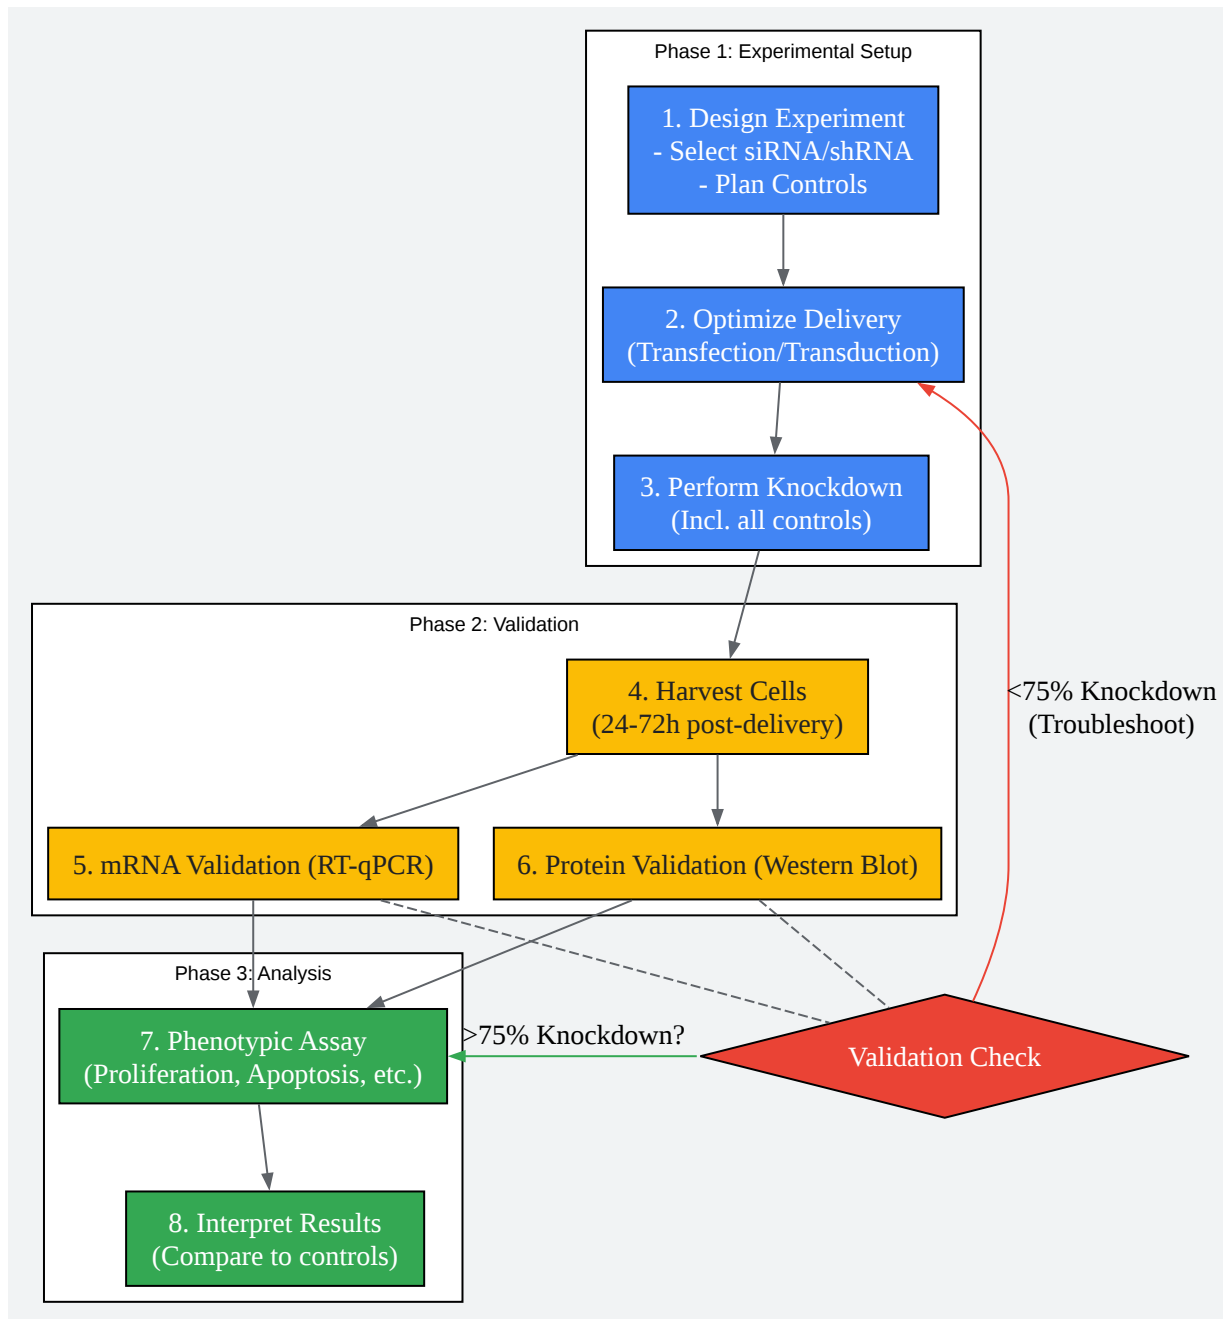 Phase 1: Experimental Setup
1. Design Experiment
- Select siRNA/shRNA
- Plan Controls
2. Optimize Delivery
(Transfection/Transduction)
3. Perform Knockdown
(Incl. all controls)
Phase 2: Validation
4. Harvest Cells
(24-72h post-delivery)
<75% Knockdown
(Troubleshoot)
5. mRNA Validation (RT-qPCR)
6. Protein Validation (Western Blot)
Phase 3: Analysis
7. Phenotypic Assay
(Proliferation, Apoptosis, etc.)
>75% Knockdown?
Validation Check
8. Interpret Results
(Compare to controls)